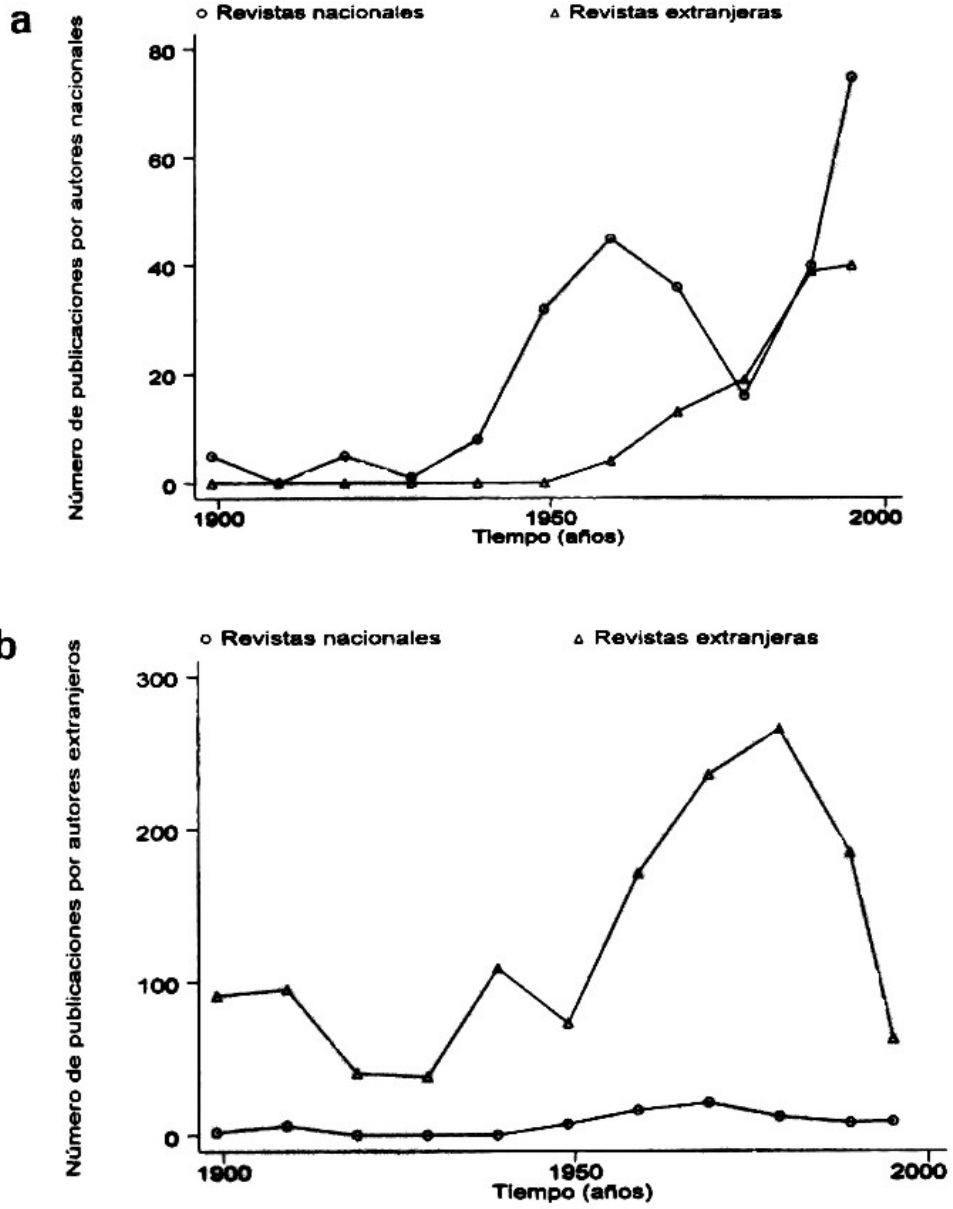 a
Revistas nacionales Revistas extranjeras
Número de publicaciones por autores nacionales
80
60
40
20
0
1900 1950 2000
Tiempo (años)
b
Revistas nacionales Revistas extranjeras
Número de publicaciones por autores extranjeros
300
200
100
0
1900 1950 2000
Tiempo (años)